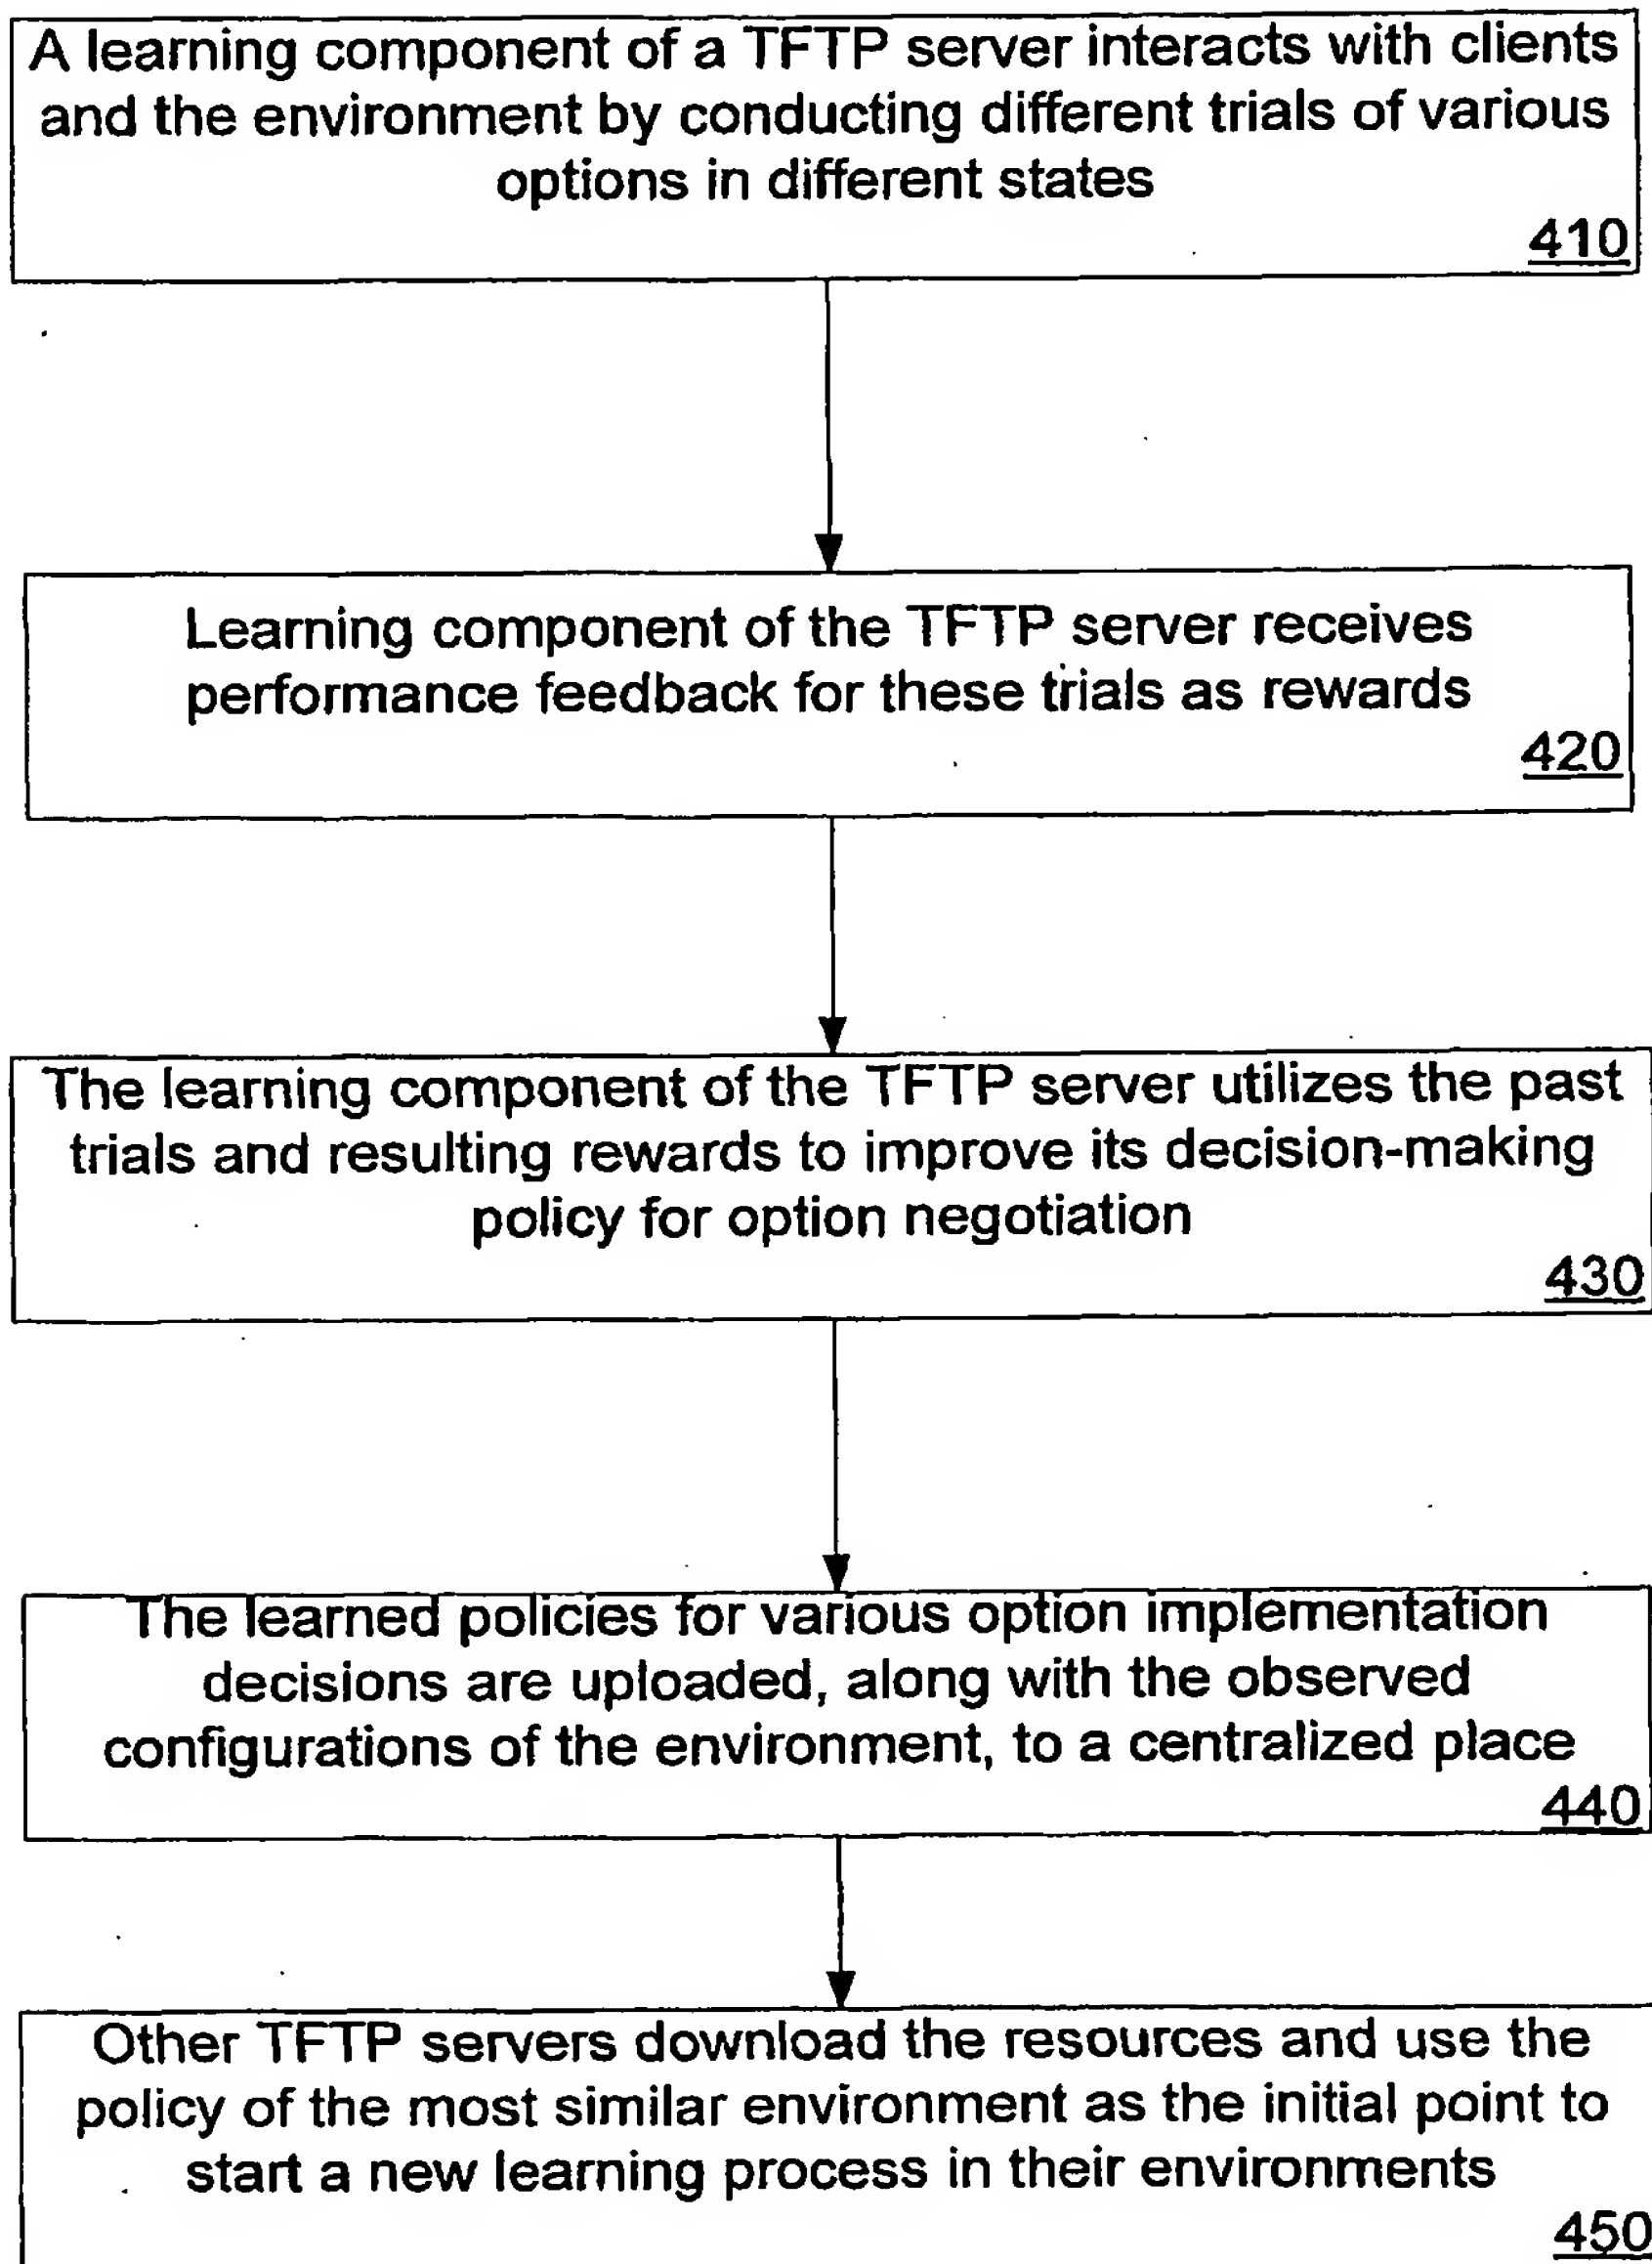 A learning component of a TFTP server interacts with clients
and the environment by conducting different trials of various
options in different states
410
Learning component of the TFTP server receives
performance feedback for these trials as rewards
420
The learning component of the TFTP server utilizes the past
trials and resulting rewards to improve its decision-making
policy for option negotiation
430
The learned policies for various option implementation
decisions are uploaded, along with the observed
configurations of the environment, to a centralized place
440
Other TFTP servers download the resources and use the
policy of the most similar environment as the initial point to
start a new learning process in their environments
450